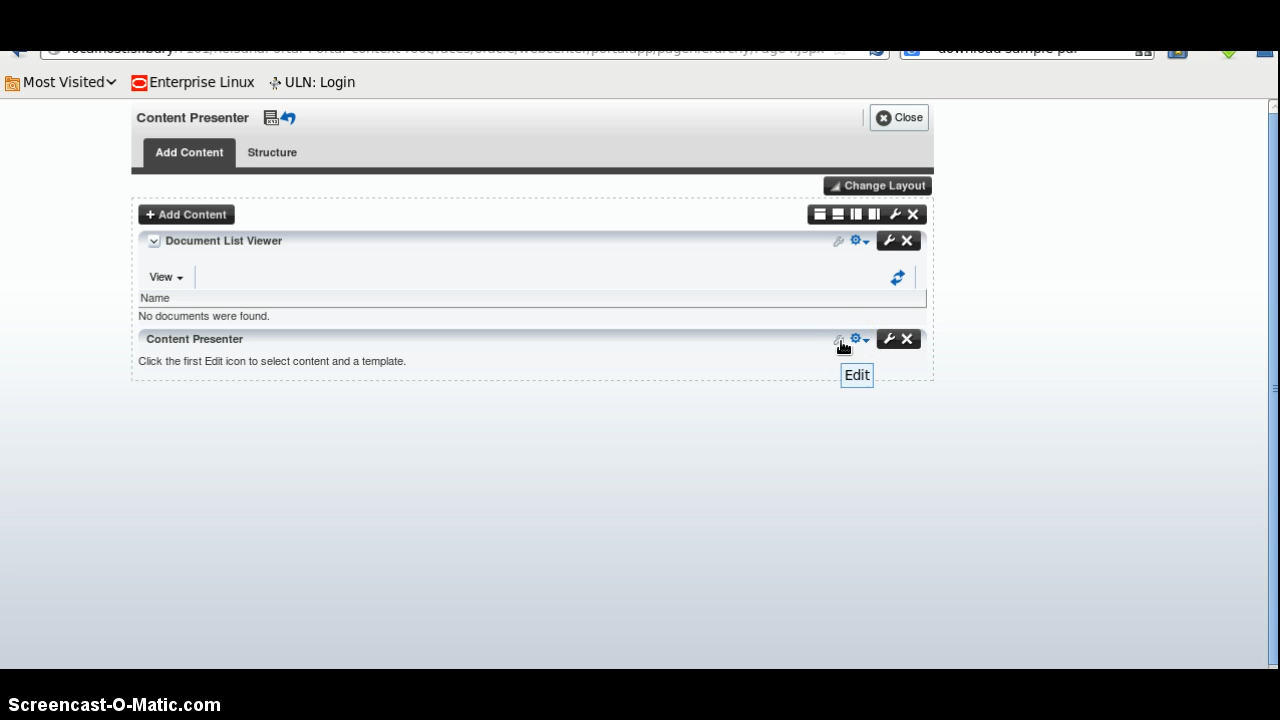 Most Visited Enterprise Linux ULN: Login
Content Presenter Close
Add Content Structure
Change Layout
Add Content
Document List Viewer
View
Name
No documents were found.
Content Presenter
Click the first Edit icon to select content and a template.
Edit
Screencast-O-Matic.com